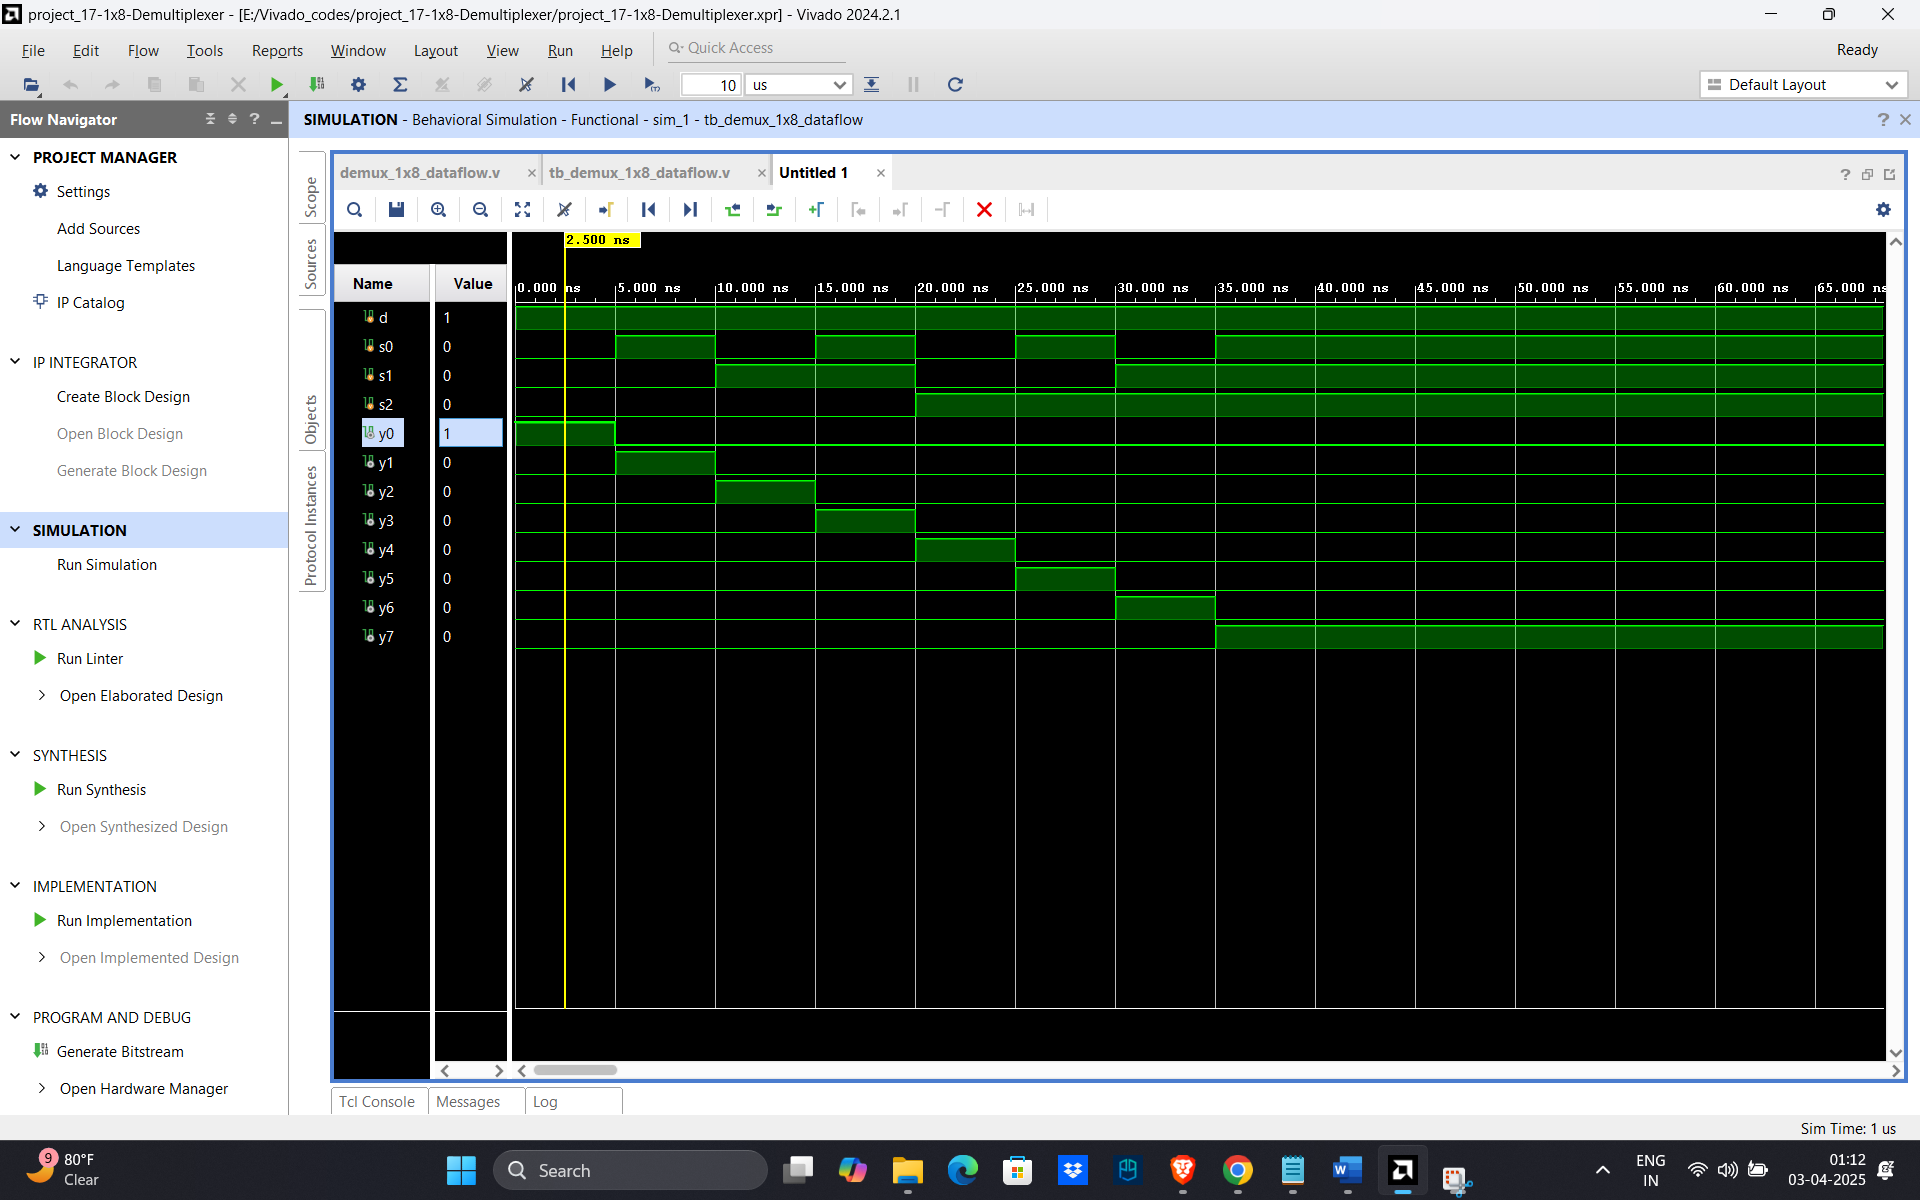 project_17-1x8-Demultiplexer - [E:/Vivado_codes/project_17-1x8-Demultiplexer/project_17-1x8-Demultiplexer.xpr] - Vivado 2024.2.1
File Edit Flow Tools Reports Window Layout View Run Help Quick Access Ready
10 us Default Layout
Flow Navigator ?
SIMULATION - Behavioral Simulation - Functional - sim_1 - tb_demux_1x8_dataflow ?
PROJECT MANAGER
Settings
Add Sources
Language Templates
IP Catalog
IP INTEGRATOR
Create Block Design
Open Block Design
Generate Block Design
SIMULATION
Run Simulation
RTL ANALYSIS
Run Linter
Open Elaborated Design
SYNTHESIS
Run Synthesis
Open Synthesized Design
IMPLEMENTATION
Run Implementation
Open Implemented Design
PROGRAM AND DEBUG
Generate Bitstream
Open Hardware Manager
Scope
Sources
Objects
Protocol Instances
demux_1x8_dataflow.v tb_demux_1x8_dataflow.v Untitled 1 ?
2.500 ns
Name Value
0.000 ns 5.000 ns 10.000 ns 15.000 ns 20.000 ns 25.000 ns 30.000 ns 35.000 ns 40.000 ns 45.000 ns 50.000 ns 55.000 ns 60.000 ns 65.000 ns
d 1
s0 0
s1 0
s2 0
y0 1
y1 0
y2 0
y3 0
y4 0
y5 0
y6 0
y7 0
Tcl Console Messages Log
Sim Time: 1 us
9 80°F
Clear
Search
ENG
IN
01:12
03-04-2025